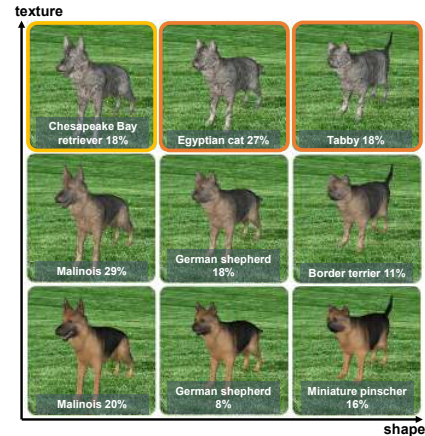 texture
Chesapeake Bay
retriever 18%
Egyptian cat 27%
Tabby 18%
Malinois 29%
German shepherd
18%
Border terrier 11%
Malinois 20%
German shepherd
8%
Miniature pinscher
16%
shape